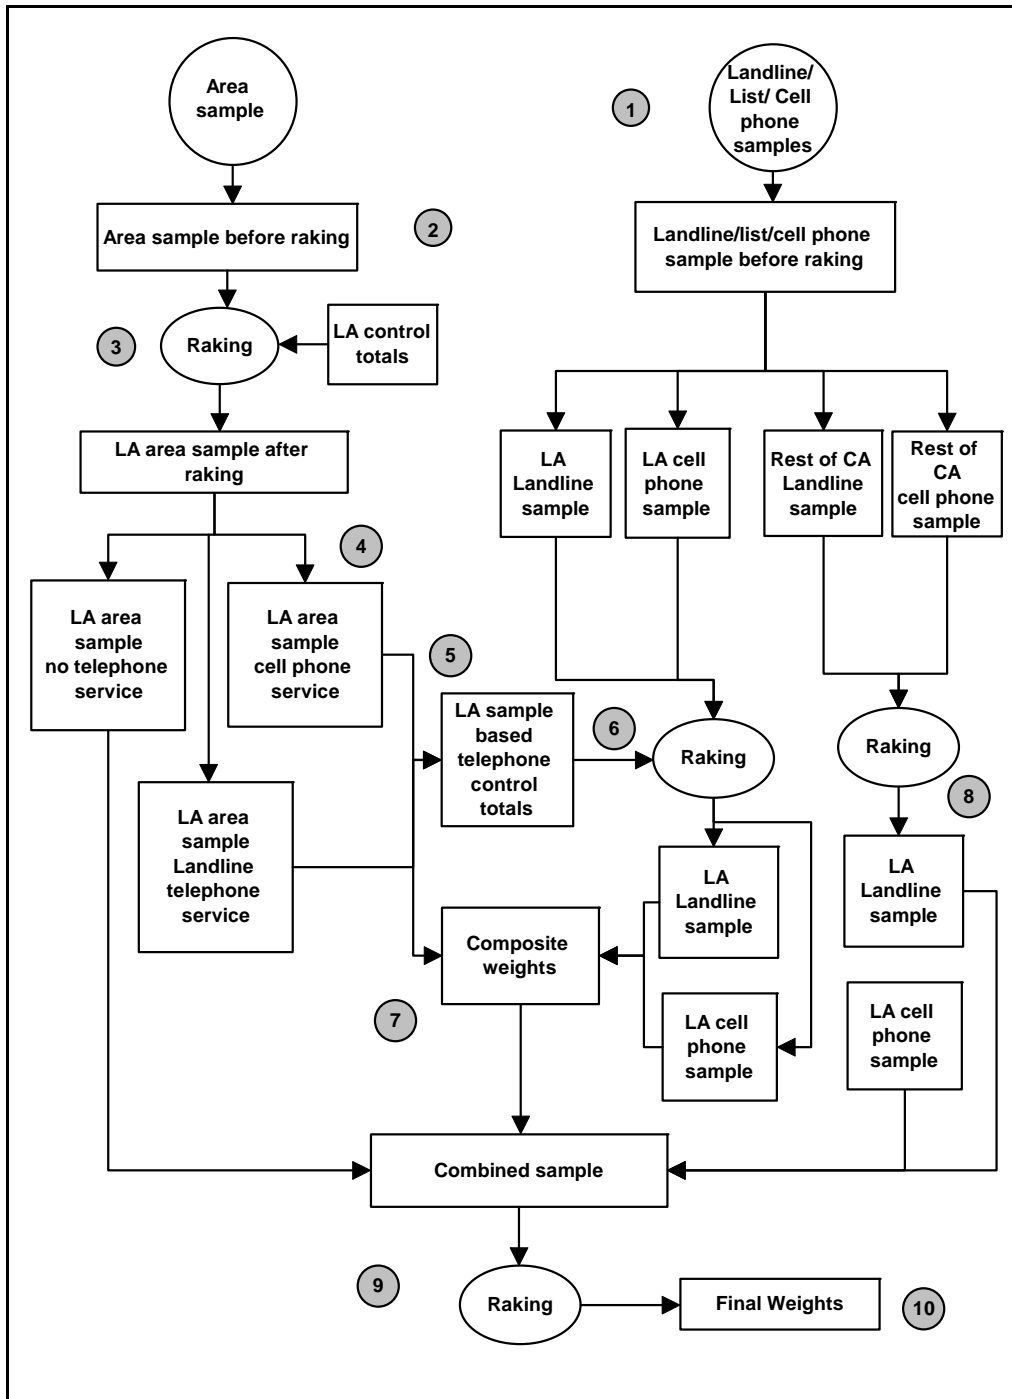 Area
sample
1
Landline/
List/ Cell
phone
samples
Area sample before raking
2
Landline/list/cell phone
sample before raking
3
Raking
LA control
totals
LA area sample after
raking
LA
Landline
sample
LA cell
phone
sample
Rest of CA
Landline
sample
Rest of
CA
cell phone
sample
4
LA area
sample
no telephone
service
LA area
sample
cell phone
service
5
LA sample
based
telephone
control
totals
6
Raking
Raking
8
LA area
sample
Landline
telephone
service
LA
Landline
sample
LA
Landline
sample
Composite
weights
7
LA cell
phone
sample
LA cell
phone
sample
Combined sample
9
Raking
Final Weights
10